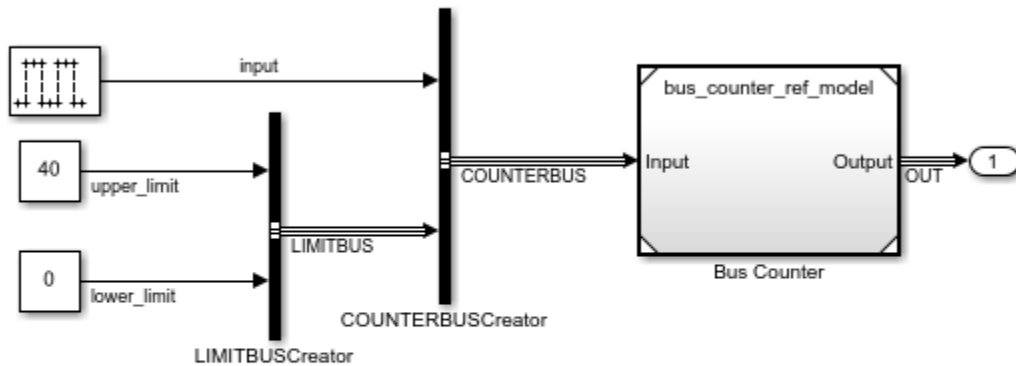 input
bus_counter_ref_model
40
upper_limit
COUNTERBUS
Input
Output
OUT
1
LIMITBUS
0
lower_limit
Bus Counter
COUNTERBUSCreator
LIMITBUSCreator